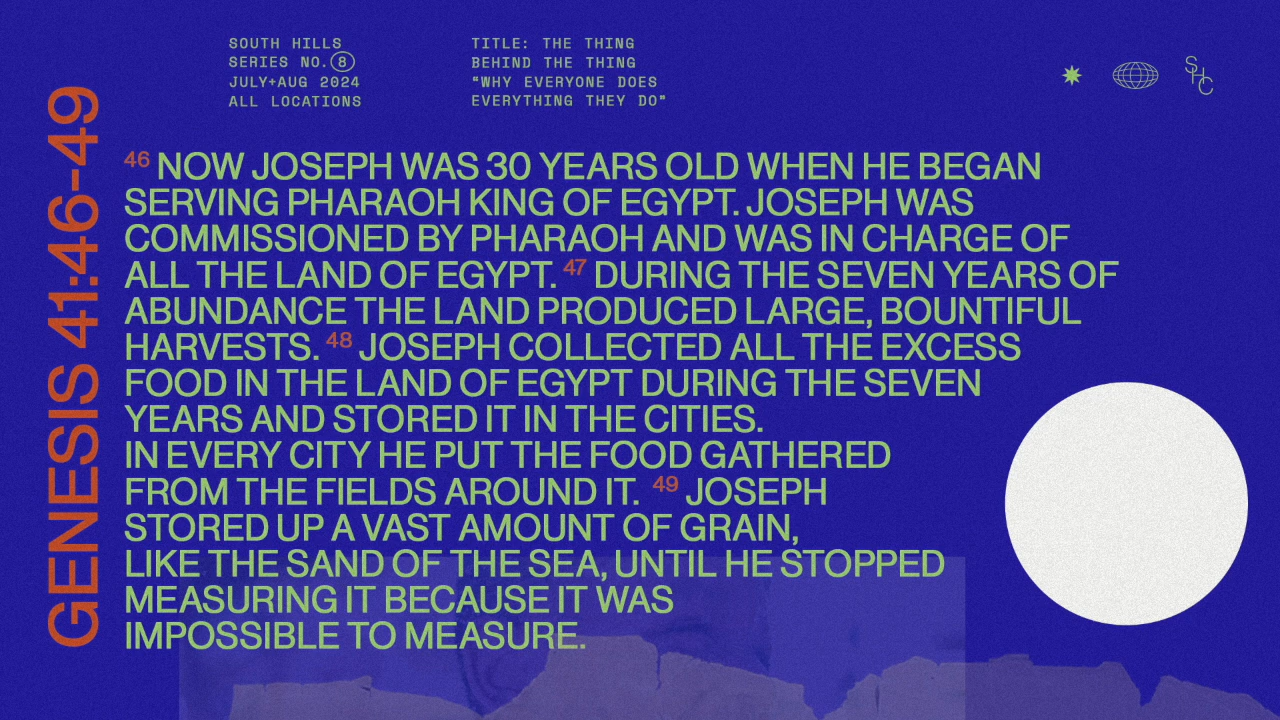 SOUTH HILLS
SERIES NO. 8
JULY+AUG 2024
ALL LOCATIONS
TITLE: THE THING
BEHIND THE THING
"WHY EVERYONE DOES
EVERYTHING THEY DO"
SHC
GENESIS 41:46-49
46 NOW JOSEPH WAS 30 YEARS OLD WHEN HE BEGAN
SERVING PHARAOH KING OF EGYPT. JOSEPH WAS
COMMISSIONED BY PHARAOH AND WAS IN CHARGE OF
ALL THE LAND OF EGYPT. 47 DURING THE SEVEN YEARS OF
ABUNDANCE THE LAND PRODUCED LARGE, BOUNTIFUL
HARVESTS. 48 JOSEPH COLLECTED ALL THE EXCESS
FOOD IN THE LAND OF EGYPT DURING THE SEVEN
YEARS AND STORED IT IN THE CITIES.
IN EVERY CITY HE PUT THE FOOD GATHERED
FROM THE FIELDS AROUND IT. 49 JOSEPH
STORED UP A VAST AMOUNT OF GRAIN,
LIKE THE SAND OF THE SEA, UNTIL HE STOPPED
MEASURING IT BECAUSE IT WAS
IMPOSSIBLE TO MEASURE.